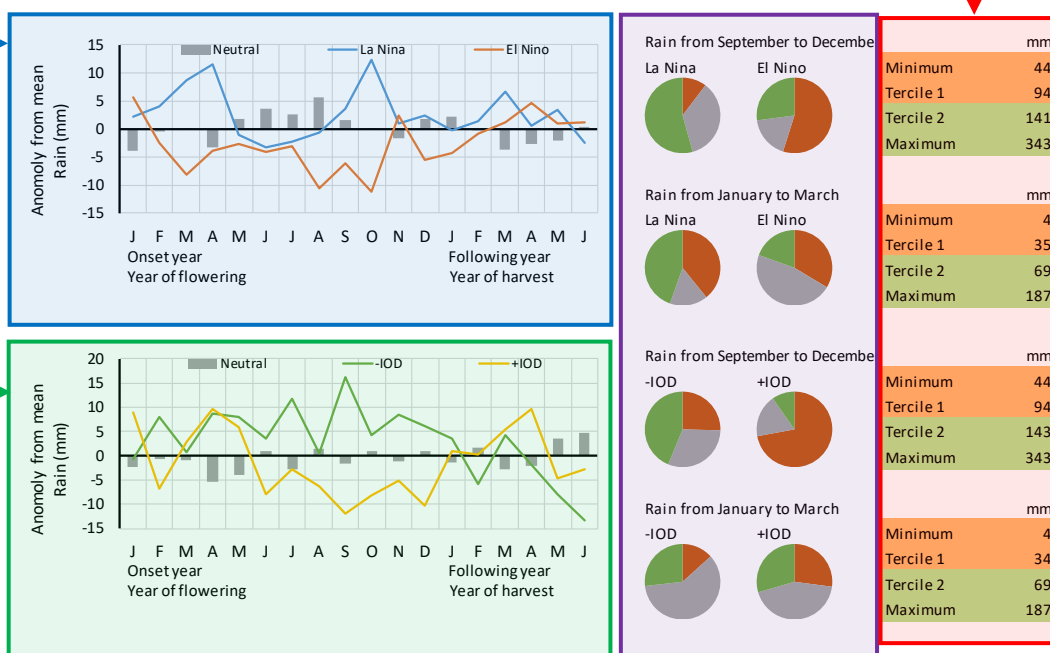 Neutral La Nina El Nino
Anomoly from mean
Rain (mm)
15
10
5
0
-5
-10
-15
J F M A M J J A S O N D J F M A M J
Onset year Following year
Year of flowering Year of harvest
Neutral -IOD +IOD
Anomoly from mean
Rain (mm)
20
15
10
5
0
-5
-10
-15
J F M A M J J A S O N D J F M A M J
Onset year Following year
Year of flowering Year of harvest
Rain from September to Decembe
La Nina El Nino
Rain from January to March
La Nina El Nino
Rain from September to Decembe
-IOD +IOD
Rain from January to March
-IOD +IOD
mm
Minimum 44
Tercile 1 94
Tercile 2 141
Maximum 343
mm
Minimum 4
Tercile 1 35
Tercile 2 69
Maximum 187
mm
Minimum 44
Tercile 1 94
Tercile 2 143
Maximum 343
mm
Minimum 4
Tercile 1 34
Tercile 2 69
Maximum 187